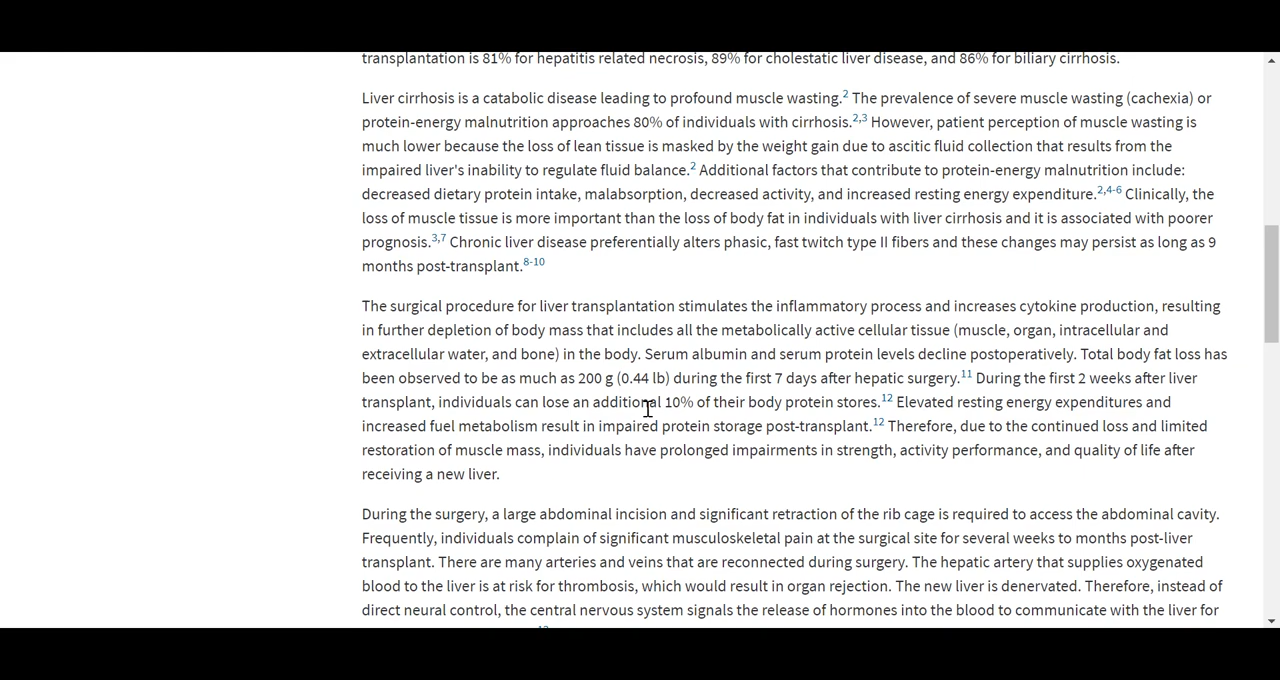 transplantation is 81% for hepatitis related necrosis, 89% for cholestatic liver disease, and 86% for biliary cirrhosis.
Liver cirrhosis is a catabolic disease leading to profound muscle wasting.2 The prevalence of severe muscle wasting (cachexia) or
protein-energy malnutrition approaches 80% of individuals with cirrhosis.2,3 However, patient perception of muscle wasting is
much lower because the loss of lean tissue is masked by the weight gain due to ascitic fluid collection that results from the
impaired liver's inability to regulate fluid balance.2 Additional factors that contribute to protein-energy malnutrition include:
decreased dietary protein intake, malabsorption, decreased activity, and increased resting energy expenditure.2,4-6 Clinically, the
loss of muscle tissue is more important than the loss of body fat in individuals with liver cirrhosis and it is associated with poorer
prognosis.3,7 Chronic liver disease preferentially alters phasic, fast twitch type II fibers and these changes may persist as long as 9
months post-transplant.8-10
The surgical procedure for liver transplantation stimulates the inflammatory process and increases cytokine production, resulting
in further depletion of body mass that includes all the metabolically active cellular tissue (muscle, organ, intracellular and
extracellular water, and bone) in the body. Serum albumin and serum protein levels decline postoperatively. Total body fat loss has
been observed to be as much as 200 g (0.44 lb) during the first 7 days after hepatic surgery.11 During the first 2 weeks after liver
transplant, individuals can lose an additional 10% of their body protein stores.12 Elevated resting energy expenditures and
increased fuel metabolism result in impaired protein storage post-transplant.12 Therefore, due to the continued loss and limited
restoration of muscle mass, individuals have prolonged impairments in strength, activity performance, and quality of life after
receiving a new liver.
During the surgery, a large abdominal incision and significant retraction of the rib cage is required to access the abdominal cavity.
Frequently, individuals complain of significant musculoskeletal pain at the surgical site for several weeks to months post-liver
transplant. There are many arteries and veins that are reconnected during surgery. The hepatic artery that supplies oxygenated
blood to the liver is at risk for thrombosis, which would result in organ rejection. The new liver is denervated. Therefore, instead of
direct neural control, the central nervous system signals the release of hormones into the blood to communicate with the liver for